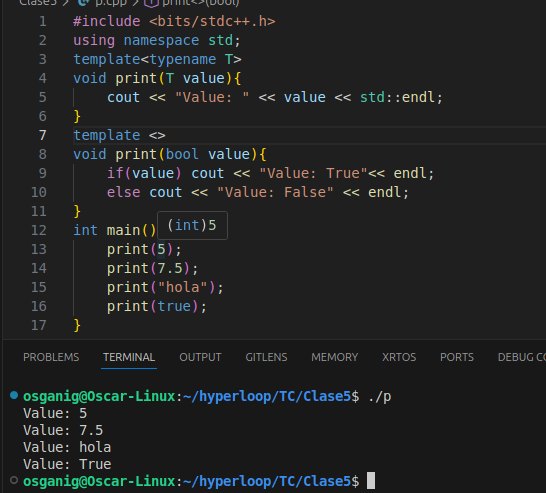 Clase5 > p.cpp > print<>(bool)
1 #include <bits/stdc++.h>
2 using namespace std;
3 template<typename T>
4 void print(T value){
5     cout << "Value: " << value << std::endl;
6 }
7 template <>
8 void print(bool value){
9     if(value) cout << "Value: True"<< endl;
10     else cout << "Value: False" << endl;
11 }
12 int main()
(int)5
13     print(5);
14     print(7.5);
15     print("hola");
16     print(true);
17 }
PROBLEMS TERMINAL OUTPUT GITLENS MEMORY XRTOS PORTS DEBUG CO
osganig@Oscar-Linux:~/hyperloop/TC/Clase5$ ./p
Value: 5
Value: 7.5
Value: hola
Value: True
osganig@Oscar-Linux:~/hyperloop/TC/Clase5$